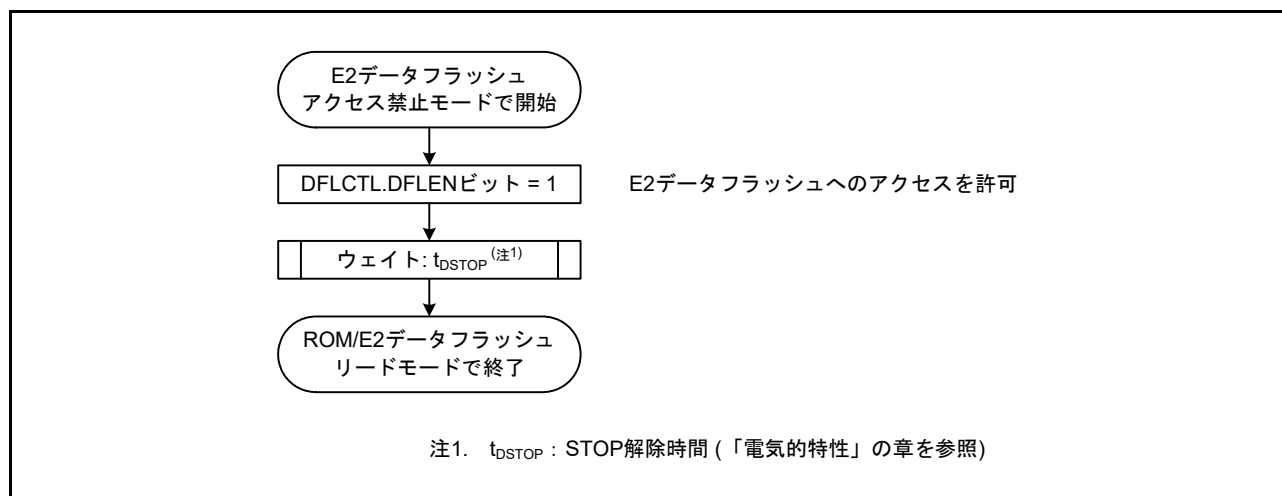 E2データフラッシュ
アクセス禁止モードで開始
DFLCTL.DFLENビット = 1
E2データフラッシュへのアクセスを許可
ウェイト: tDSTOP (注1)
ROM/E2データフラッシュ
リードモードで終了
注1. tDSTOP : STOP解除時間 (「電気的特性」の章を参照)